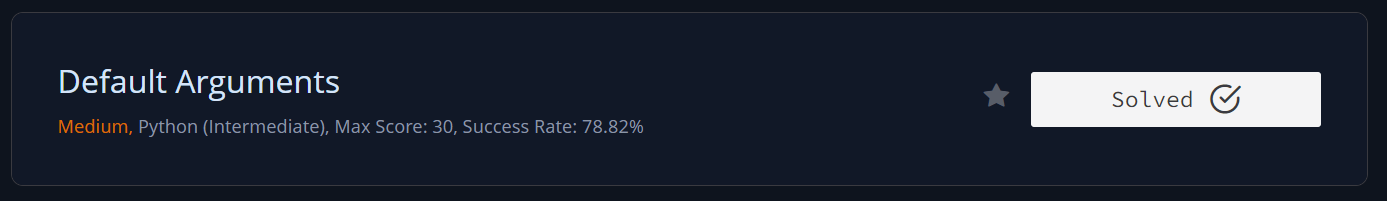 Default Arguments
Solved
Medium, Python (Intermediate), Max Score: 30, Success Rate: 78.82%